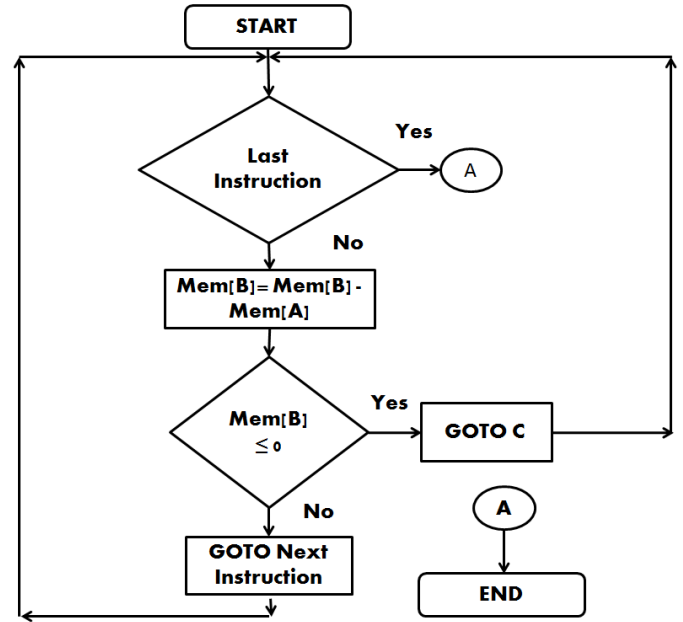 START
Yes
Last
Instruction
A
No
Mem[B]= Mem[B] -
Mem[A]
Mem[B]
≤ 0
Yes
GOTO C
No
A
GOTO Next
Instruction
END